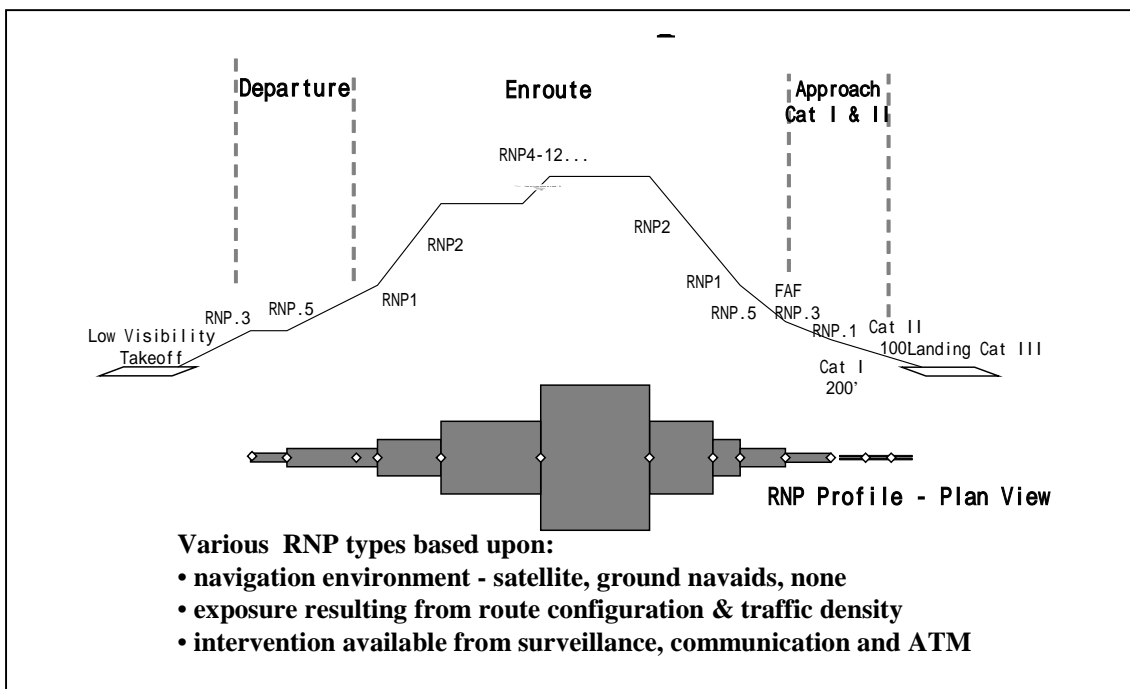 Departure
Enroute
Approach
Cat I & II
RNP4-12...
RNP2
RNP2
RNP1
RNP1
FAF
RNP.3
RNP.5
RNP.5
RNP.3
RNP.1
Low Visibility
Takeoff
Cat II
100Landing Cat III
Cat I
200’
RNP Profile - Plan View
Various RNP types based upon:
• navigation environment - satellite, ground navaids, none
• exposure resulting from route configuration & traffic density
• intervention available from surveillance, communication and ATM